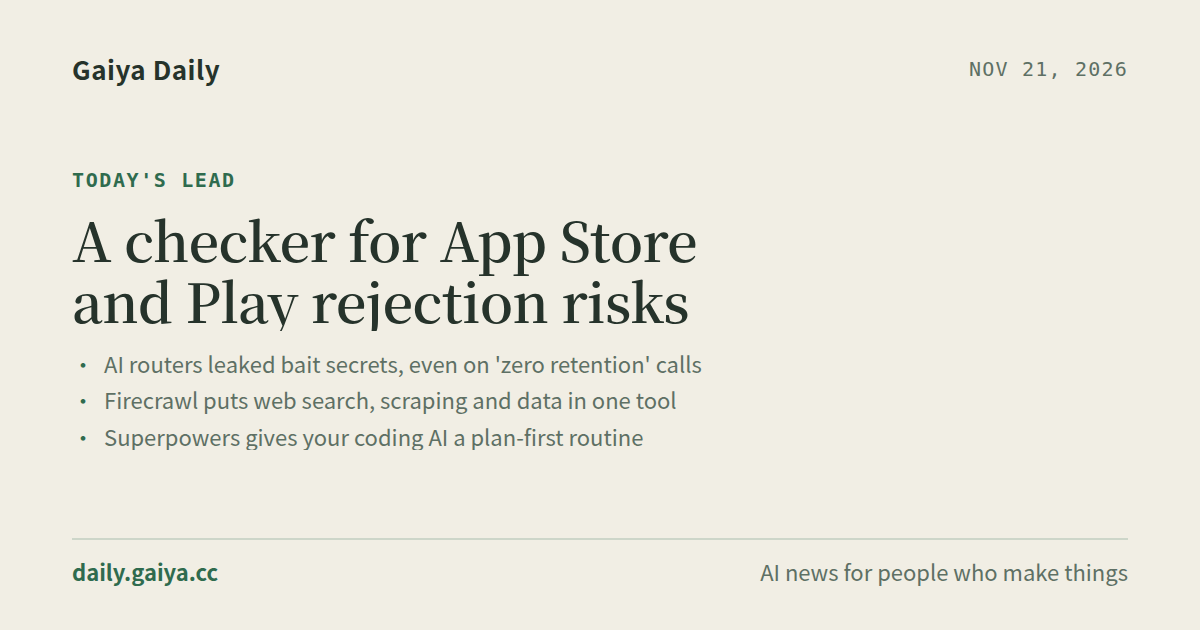 Gaiya Daily
NOV 21, 2026
TODAY'S LEAD
A checker for App Store
and Play rejection risks
• AI routers leaked bait secrets, even on 'zero retention' calls
• Firecrawl puts web search, scraping and data in one tool
• Superpowers gives your coding AI a plan-first routine
daily.gaiya.cc
AI news for people who make things